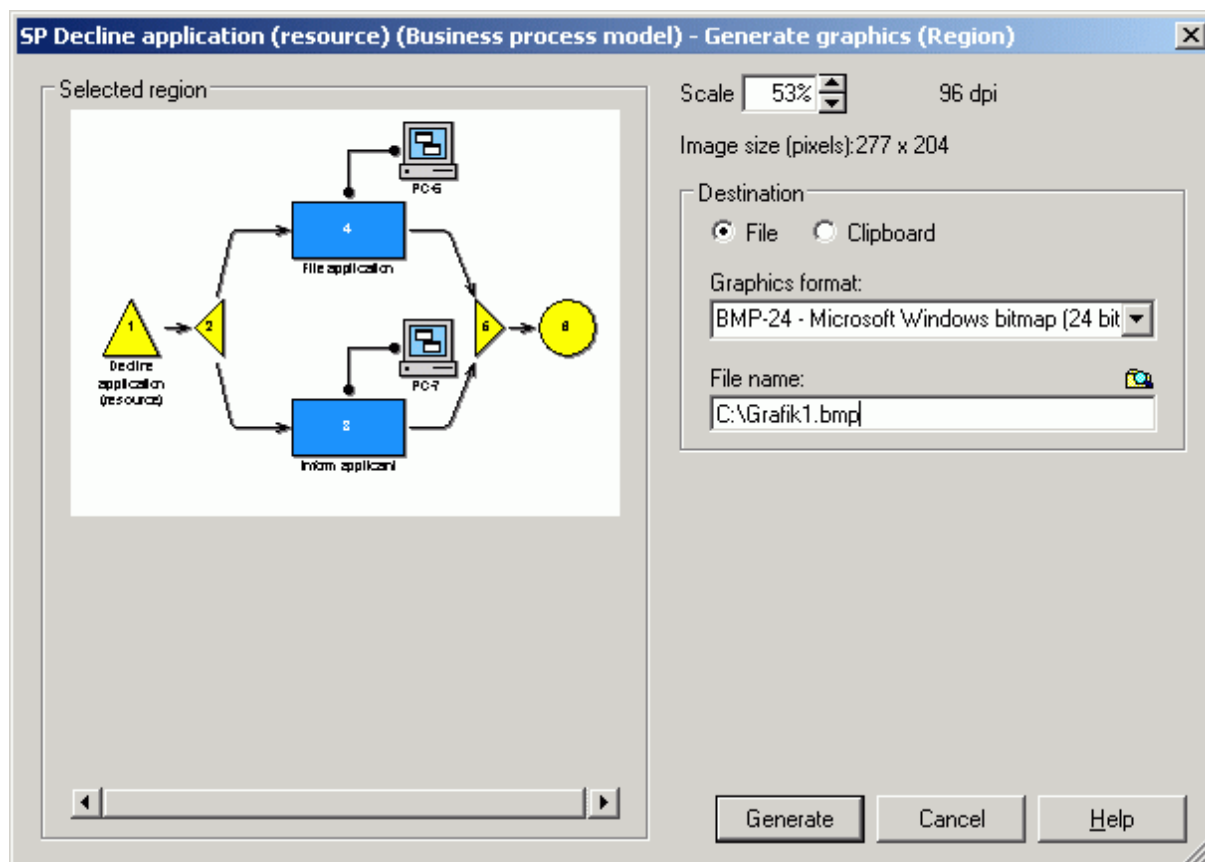 SP Decline application (resource) (Business process model) - Generate graphics (Region)
Selected region
PC-6
4
File application
1
2
5
6
Decline
application
(resource)
PC-7
3
Inform applicant
Scale 53% 96 dpi
Image size (pixels):277 x 204
Destination
File Clipboard
Graphics format:
BMP-24 - Microsoft Windows bitmap (24 bit
File name:
C:\Grafik1.bmp
Generate Cancel Help